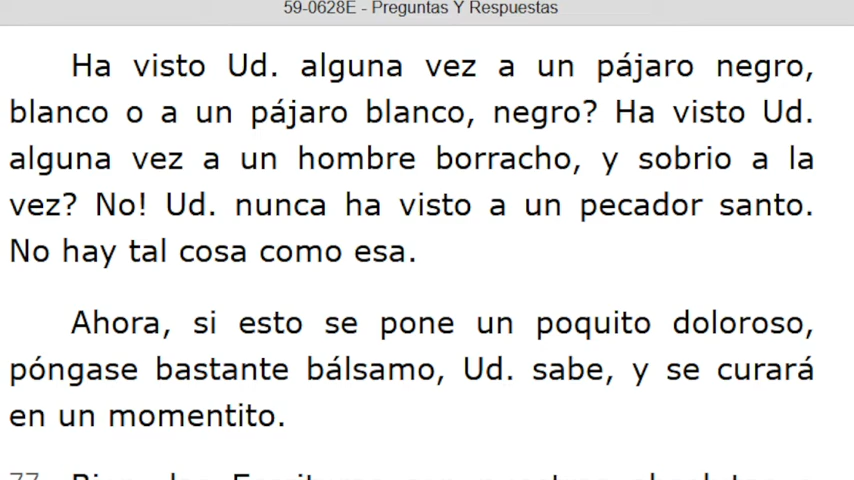 59-0628E - Preguntas Y Respuestas
Ha visto Ud. alguna vez a un pájaro negro,
blanco o a un pájaro blanco, negro? Ha visto Ud.
alguna vez a un hombre borracho, y sobrio a la
vez? No! Ud. nunca ha visto a un pecador santo.
No hay tal cosa como esa.
Ahora, si esto se pone un poquito doloroso,
póngase bastante bálsamo, Ud. sabe, y se curará
en un momentito.
77